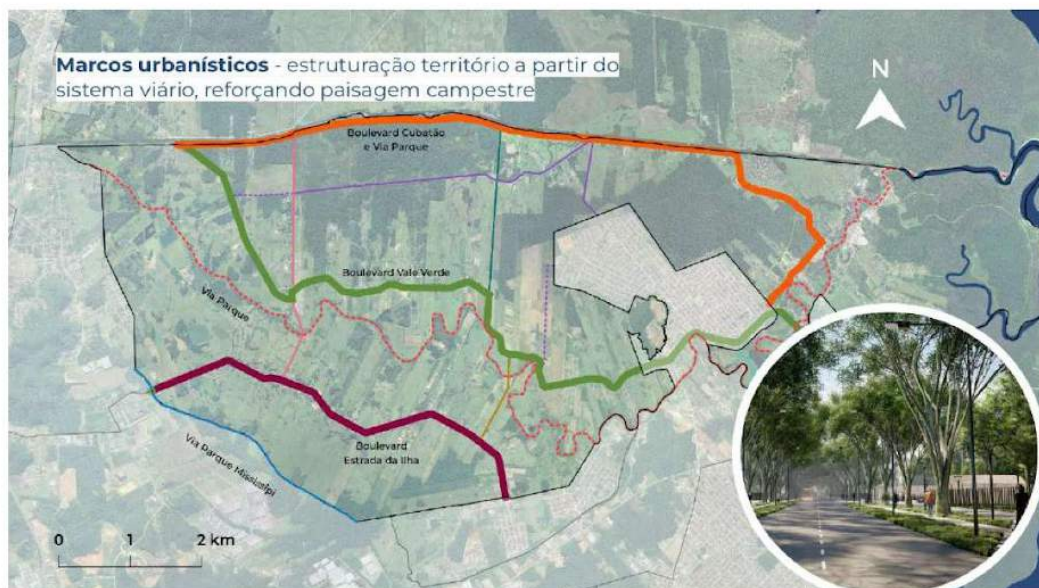 Marcos urbanísticos - estruturação território a partir do
sistema viário, reforçando paisagem campestre
N
Boulevard Cubatão
e Via Parque
Boulevard Vale Verde
Via Parque
Boulevard
Estrada da Ilha
Via Parque Mississipi
0 1 2 km